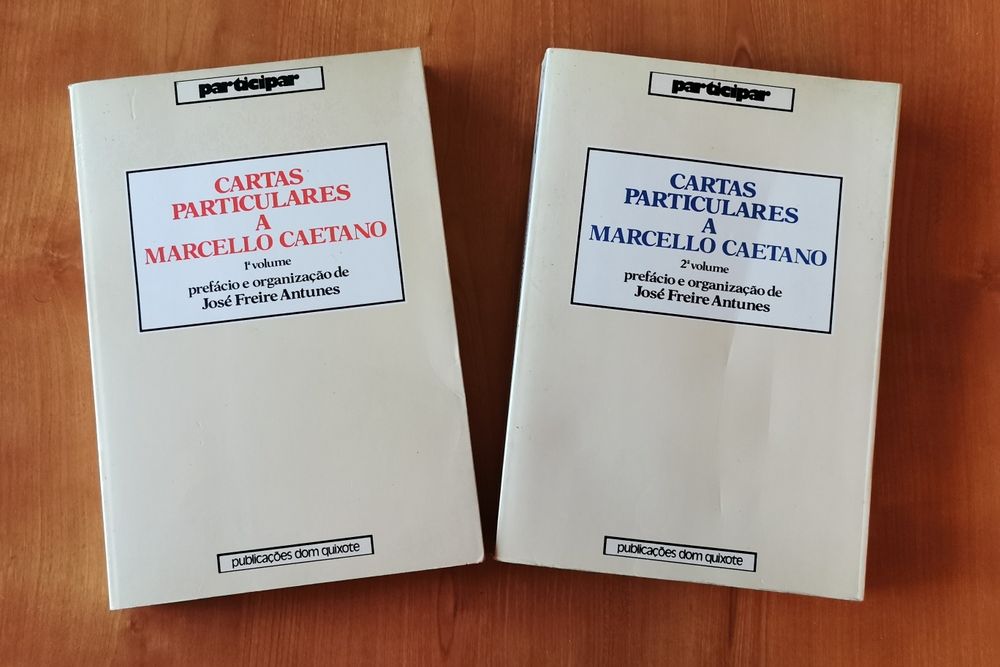 participar
CARTAS
PARTICULARES
A
MARCELLO CAETANO
1º volume
prefácio e organização de
José Freire Antunes
publicações dom quixote
participar
CARTAS
PARTICULARES
A
MARCELLO CAETANO
2º volume
prefácio e organização de
José Freire Antunes
publicações dom quixote